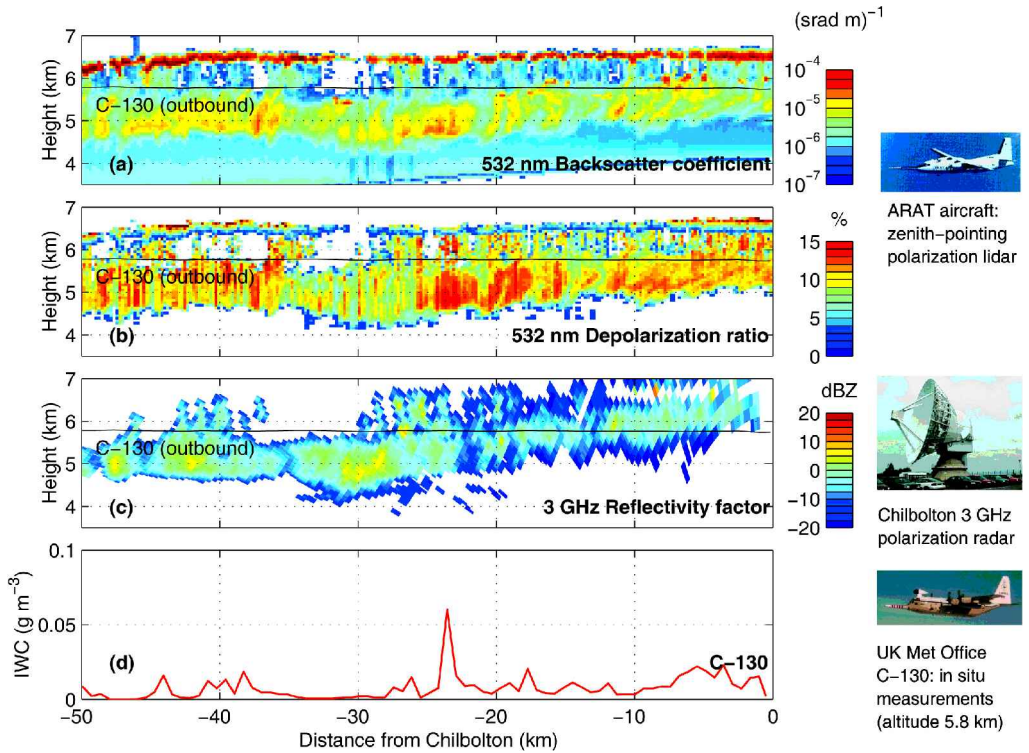 (srad m)−1
7
6
5
4
Height (km)
C−130 (outbound)
(a)
532 nm Backscatter coefficient
10−4
10−5
10−6
10−7
ARAT aircraft:
zenith−pointing
polarization lidar
7
6
5
4
Height (km)
C−130 (outbound)
(b)
532 nm Depolarization ratio
%
15
10
5
0
7
6
5
4
Height (km)
C−130 (outbound)
(c)
3 GHz Reflectivity factor
dBZ
20
10
0
−10
−20
Chilbolton 3 GHz
polarization radar
0.1
0.05
0
IWC (g m−3)
(d)
C−130
−50
−40
−30
−20
−10
0
Distance from Chilbolton (km)
UK Met Office
C−130: in situ
measurements
(altitude 5.8 km)